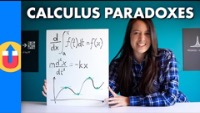 CALCULUS PARADOXES
d/dx ∫ f(t)dt = f(x)
m d²x/dt² = -kx